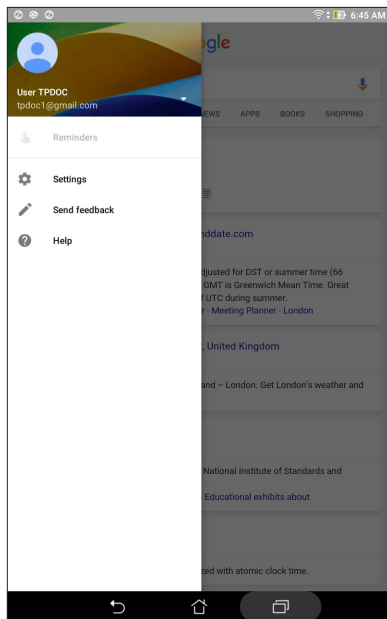 6:45 AM
ogle
User TPDOC
tpdoc1@gmail.com
EWS APPS BOOKS SHOPPING
Reminders
Settings
里
Send feedback
nddate.com
Help
djusted for DST or summer time (66
GMT is Greenwich Mean Time. Great
f UTC during summer.
r - Meeting Planner - London
, United Kingdom
and – London. Get London's weather and
National Institute of Standards and
Educational exhibits about
zed with atomic clock time.